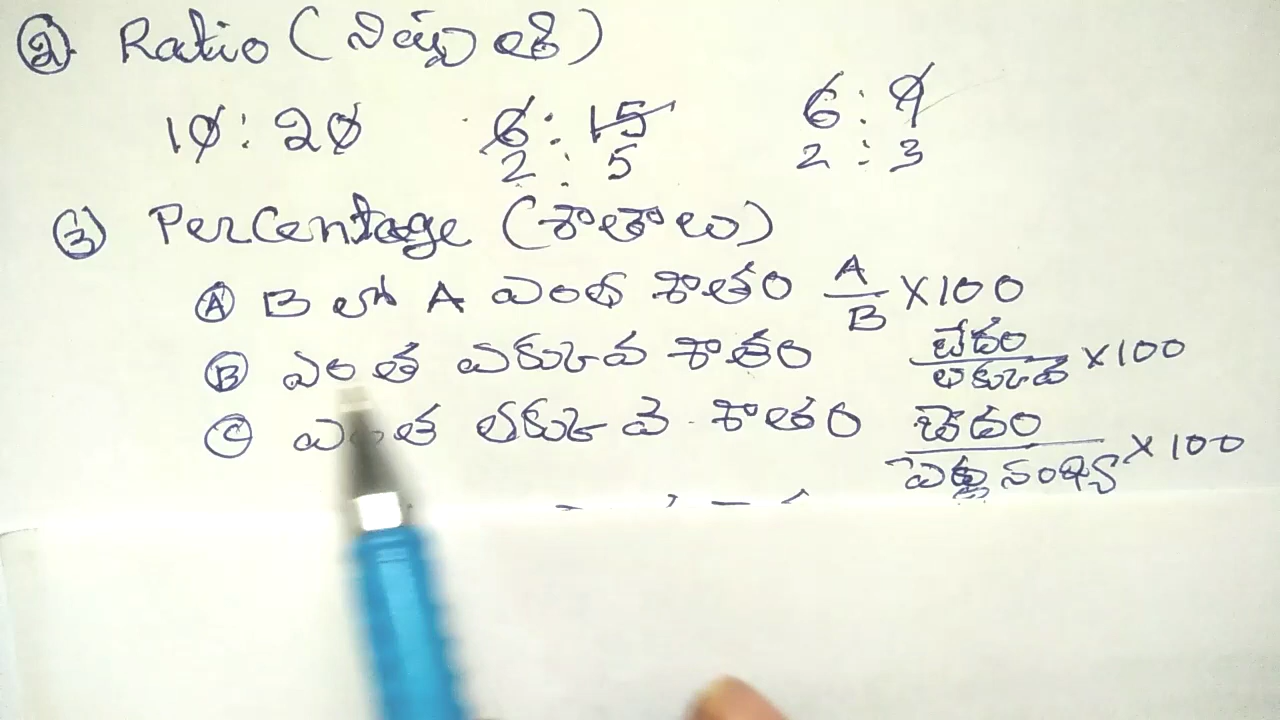 ② Ratio (నిష్పత్తి)
10 : 20 6 : 15 6 : 9
2 : 5 2 : 3
③ Percentage (శాతాలు)
Ⓐ B లో A ఎంత శాతం A/B × 100
Ⓑ ఎంత ఎక్కువ శాతం బేదం/తక్కువ × 100
Ⓒ ఎంత తక్కువ శాతం బేదం/పెద్ద సంఖ్య × 100